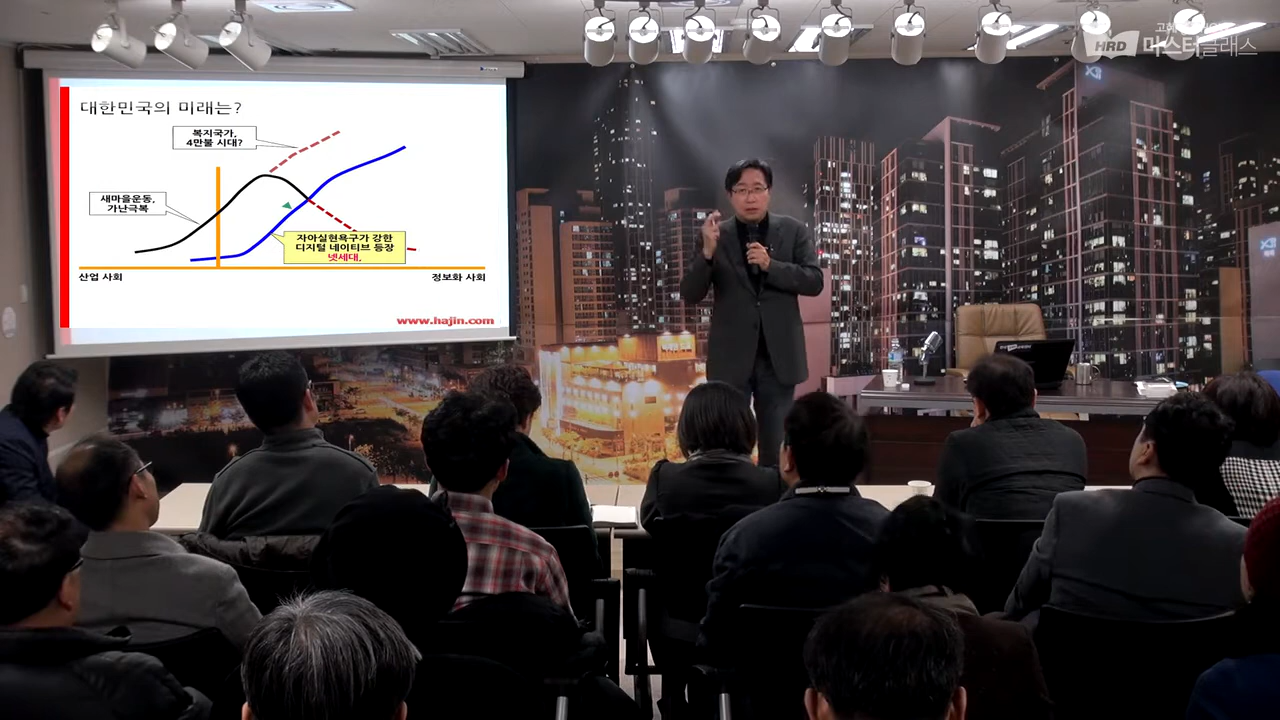 HRD 마스터클래스
대한민국의 미래는?
복지국가,
4만불 시대?
새마을운동,
가난극복
자아실현욕구가 강한
디지털 네이티브 등장
넷세대,
산업 사회
정보화 사회
www.hajin.com